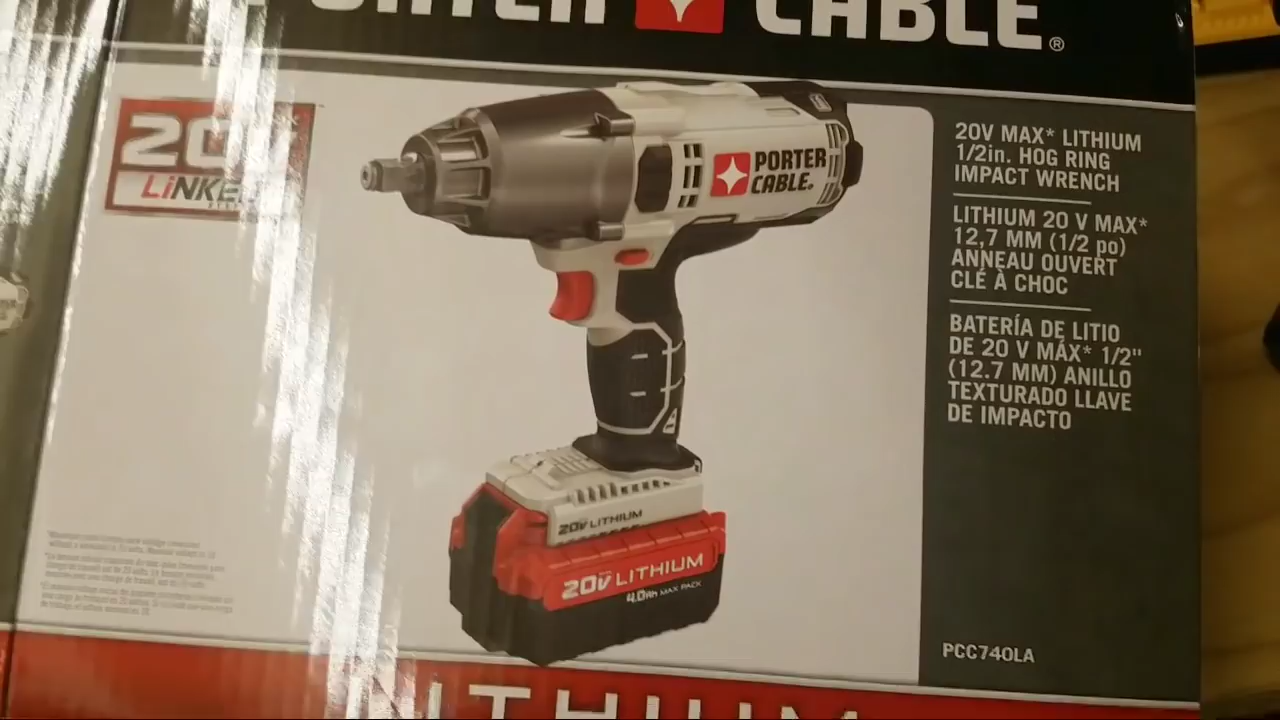 PORTER CABLE®
20V
LiNKE
PORTER
CABLE®
20V MAX* LITHIUM
1/2in. HOG RING
IMPACT WRENCH
LITHIUM 20 V MAX*
12,7 MM (1/2 po)
ANNEAU OUVERT
CLÉ À CHOC
BATERÍA DE LITIO
DE 20 V MÁX* 1/2"
(12.7 MM) ANILLO
TEXTURADO LLAVE
DE IMPACTO
20V LITHIUM
20V LITHIUM
4.0Ah MAX PACK
PCC740LA
LITHIUM